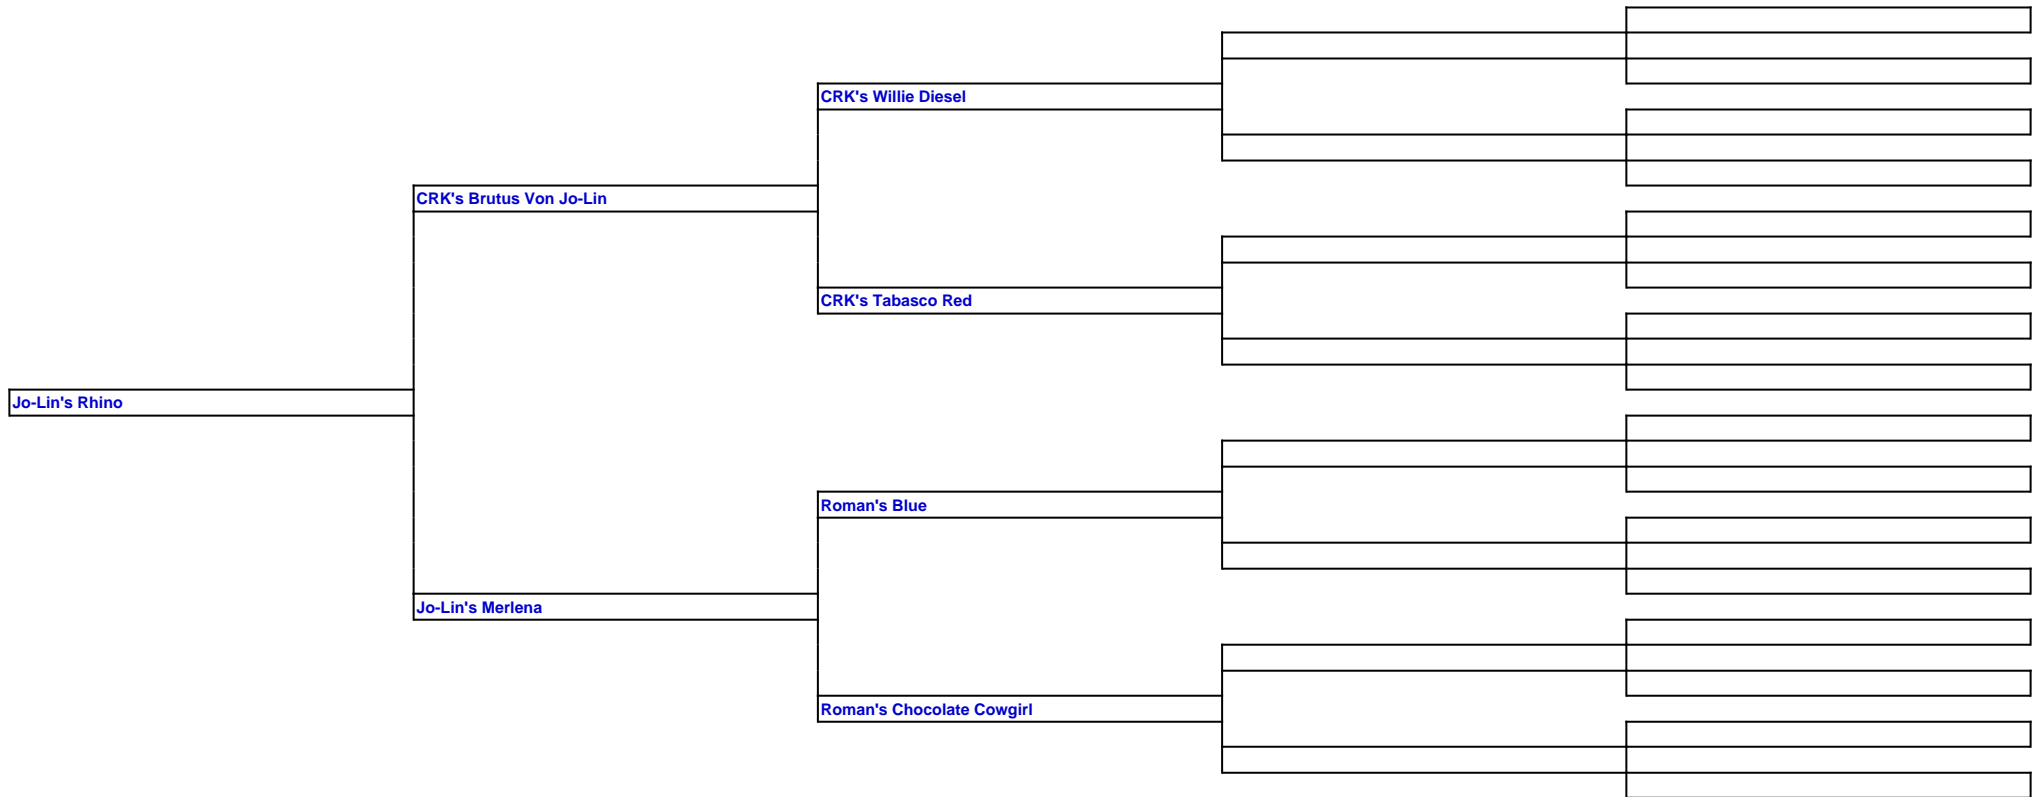 CRK's Willie Diesel
CRK's Brutus Von Jo-Lin
CRK's Tabasco Red
Jo-Lin's Rhino
Roman's Blue
Jo-Lin's Merlena
Roman's Chocolate Cowgirl